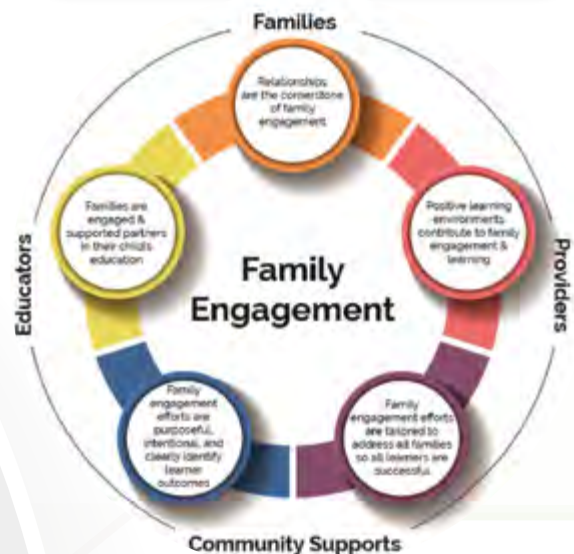 Families
Relationships
are the cornerstone
of family
engagement
Families are
engaged &
supported partners
in their child's
education
Positive learning
environments
contribute to family
engagement &
learning
Educators
Providers
Family
Engagement
Family
engagement
efforts are
purposeful,
intentional, and
clearly identify
learner
outcomes
Family
engagement efforts
are tailored to
address all families
so all learners are
successful
Community Supports